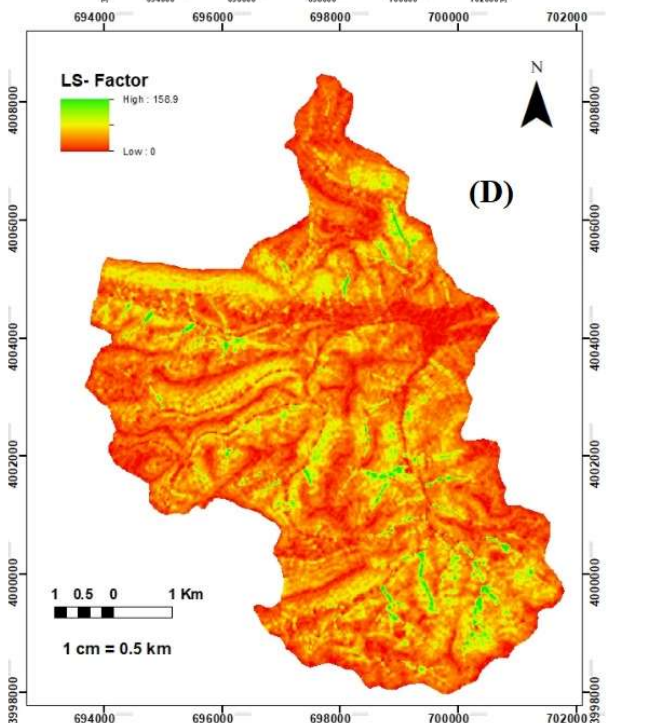 694000 696000 698000 700000 702000
LS- Factor
High : 158.9
Low : 0
N
(D)
4008000 4008000
4006000 4006000
4004000 4004000
4002000 4002000
4000000 4000000
3998000 3998000
1 0.5 0 1 Km
1 cm = 0.5 km
694000 696000 698000 700000 702000